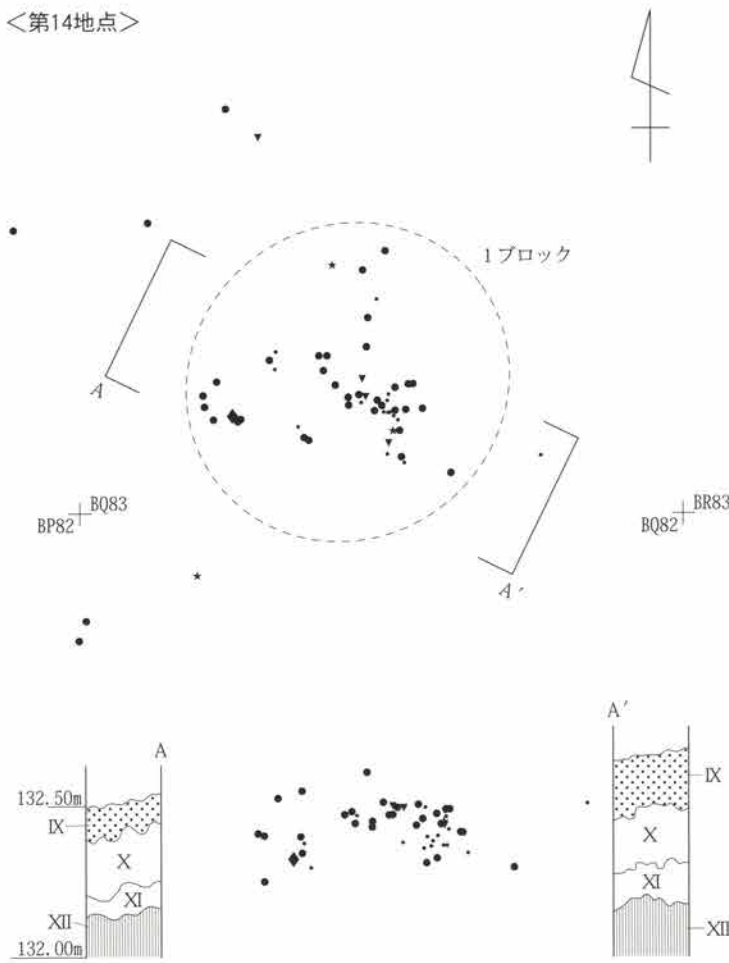 <第14地点>
1ブロック
A
BQ83
BP82
BR83
BQ82
A′
A
A′
132.50m
IX
X
XI
XII
132.00m
IX
X
XI
XII